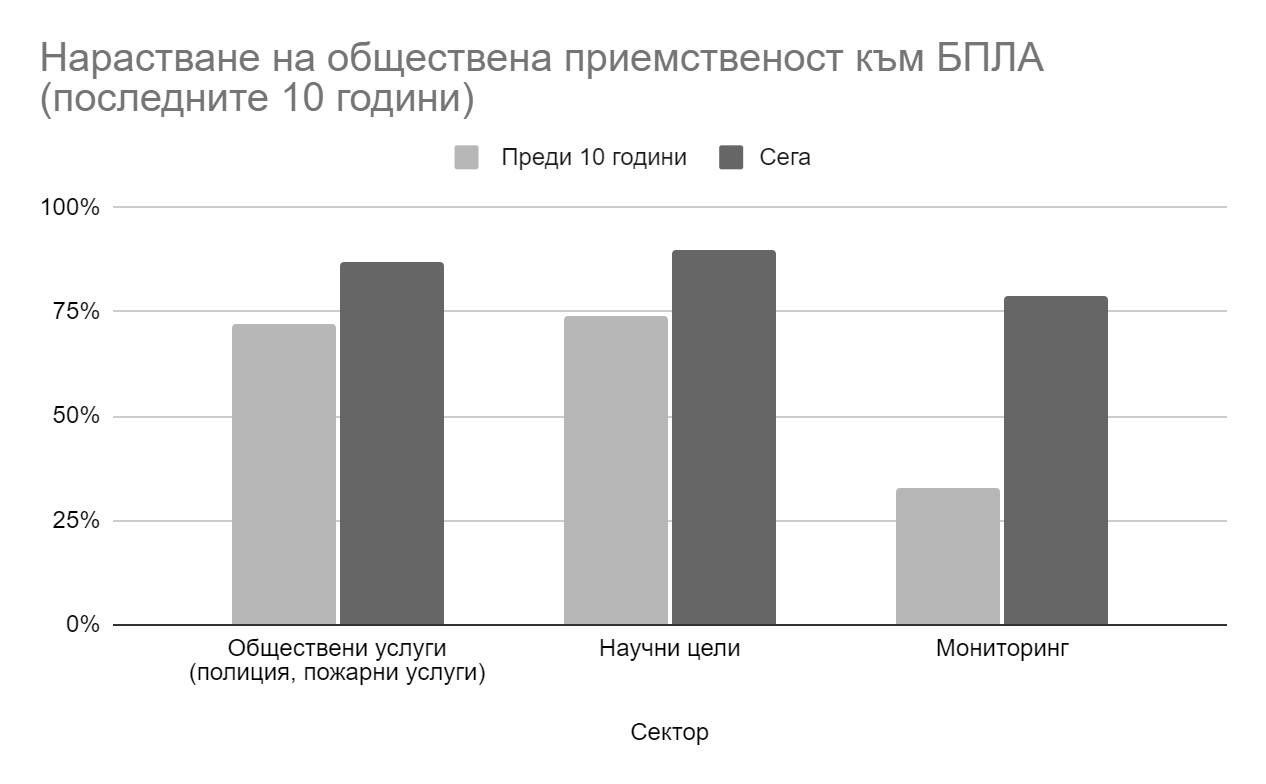 Нарастване на обществена приемственост към БПЛА
(последните 10 години)
Преди 10 години
Сега
100%
75%
50%
25%
0%
Обществени услуги
(полиция, пожарни услуги)
Научни цели
Мониторинг
Сектор